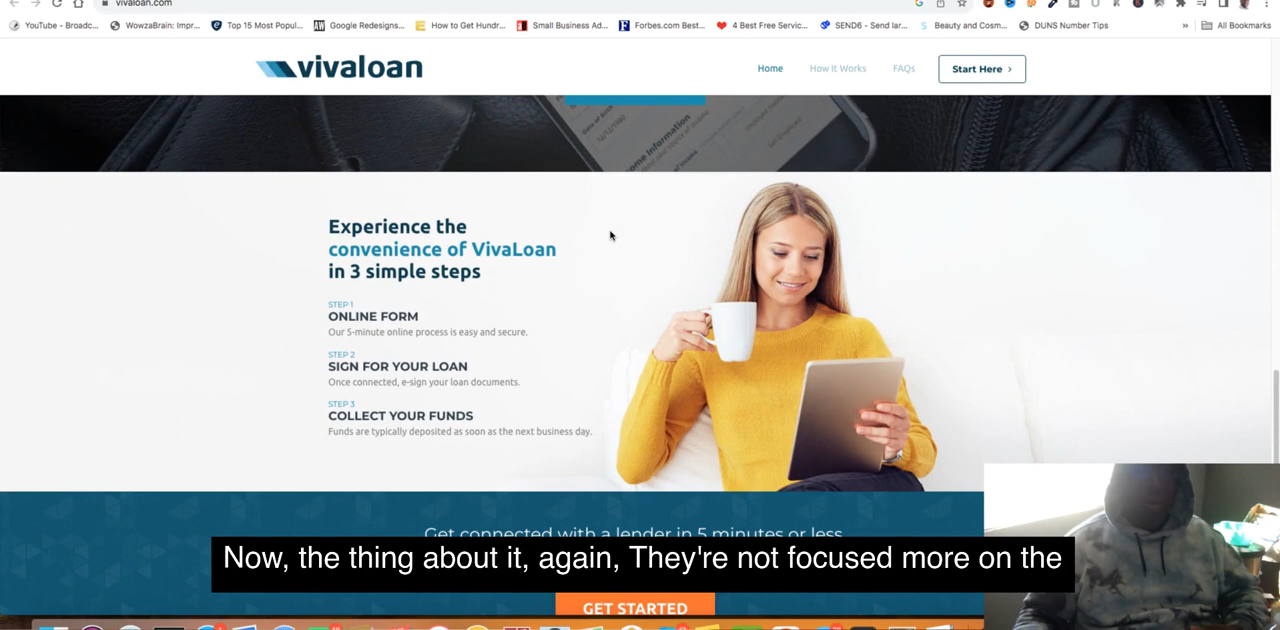 vivaloan.com
YouTube - Broadc...
WowzaBrain: Impr...
Top 15 Most Popul...
Google Redesigns...
How to Get Hundr...
Small Business Ad...
Forbes.com Best...
4 Best Free Servic...
SEND6 - Send lar...
Beauty and Cosm...
DUNS Number Tips
»
All Bookmarks
vivaloan
Home
How It Works
FAQs
Start Here >
Date of Birth
Income Information
Experience the
convenience of VivaLoan
in 3 simple steps
STEP 1
ONLINE FORM
Our 5-minute online process is easy and secure.
STEP 2
SIGN FOR YOUR LOAN
Once connected, e-sign your loan documents.
STEP 3
COLLECT YOUR FUNDS
Funds are typically deposited as soon as the next business day.
Get connected with a lender in 5 minutes or less
Now, the thing about it, again, They're not focused more on the
GET STARTED